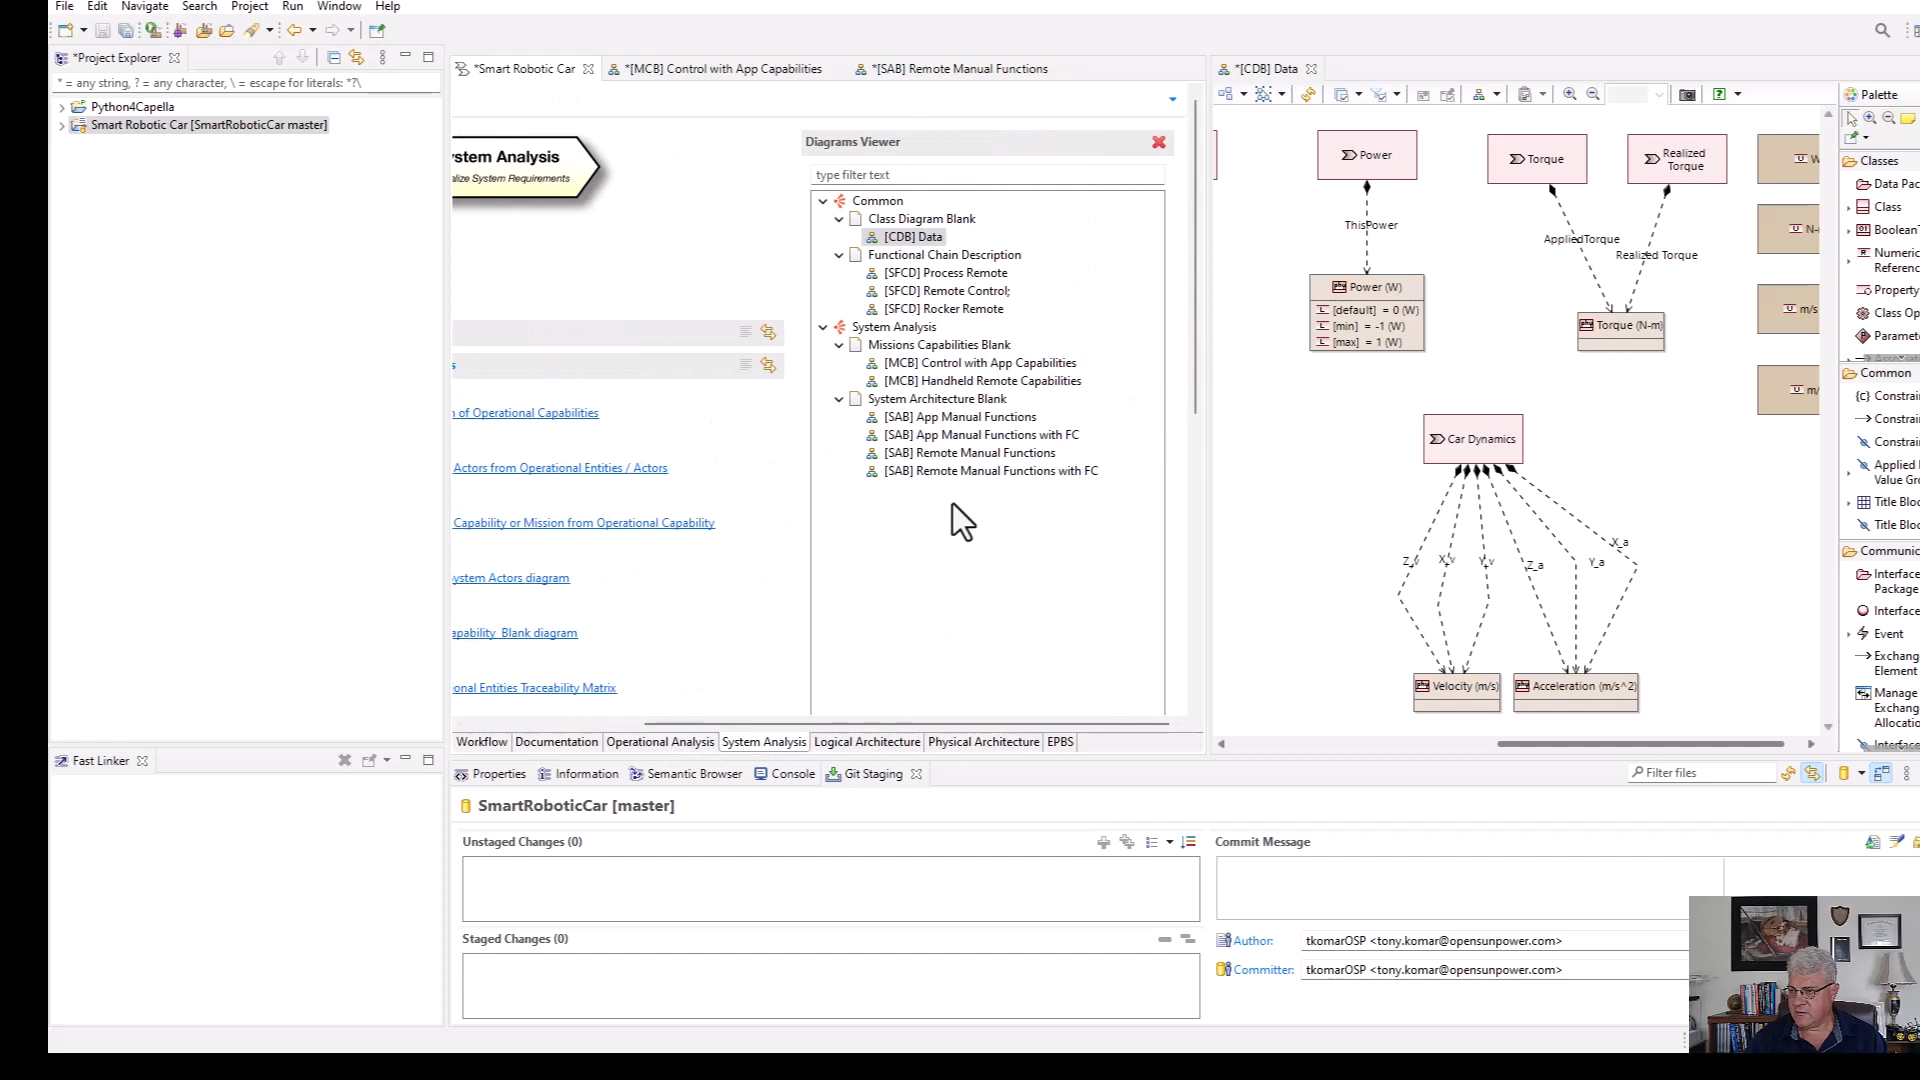 File Edit Navigate Search Project Run Window Help
*Project Explorer
* = any string, ? = any character, \ = escape for literals: *?\
Python4Capella
Smart Robotic Car [SmartRoboticCar master]
Fast Linker
*Smart Robotic Car
*[MCB] Control with App Capabilities
*[SAB] Remote Manual Functions
ystem Analysis
alize System Requirements
s
n of Operational Capabilities
Actors from Operational Entities / Actors
Capability or Mission from Operational Capability
ystem Actors diagram
apability Blank diagram
onal Entities Traceability Matrix
Diagrams Viewer
type filter text
Common
Class Diagram Blank
[CDB] Data
Functional Chain Description
[SFCD] Process Remote
[SFCD] Remote Control;
[SFCD] Rocker Remote
System Analysis
Missions Capabilities Blank
[MCB] Control with App Capabilities
[MCB] Handheld Remote Capabilities
System Architecture Blank
[SAB] App Manual Functions
[SAB] App Manual Functions with FC
[SAB] Remote Manual Functions
[SAB] Remote Manual Functions with FC
Workflow Documentation Operational Analysis System Analysis Logical Architecture Physical Architecture EPBS
*[CDB] Data
Power
Torque
Realized
Torque
W
ThisPower
AppliedTorque
Realized Torque
N-
Power (W)
[default] = 0 (W)
[min] = -1 (W)
[max] = 1 (W)
Torque (N-m)
m/s
m/
Car Dynamics
Z_v
X_v
Y_v
Z_a
Y_a
X_a
Velocity (m/s)
Acceleration (m/s^2)
Palette
Classes
Data Pac
Class
BooleanT
Numeric
Referenc
Property
Class Op
Paramete
Common
{C} Constrai
Constrai
Constrai
Applied
Value Gro
Title Bloc
Title Bloc
Communic
Interface
Package
Interface
Event
Exchange
Element
Manage
Exchange
Allocatio
Interface
Properties Information Semantic Browser Console Git Staging
Filter files
SmartRoboticCar [master]
Unstaged Changes (0)
Staged Changes (0)
Commit Message
Author: tkomarOSP <tony.komar@opensunpower.com>
Committer: tkomarOSP <tony.komar@opensunpower.com>